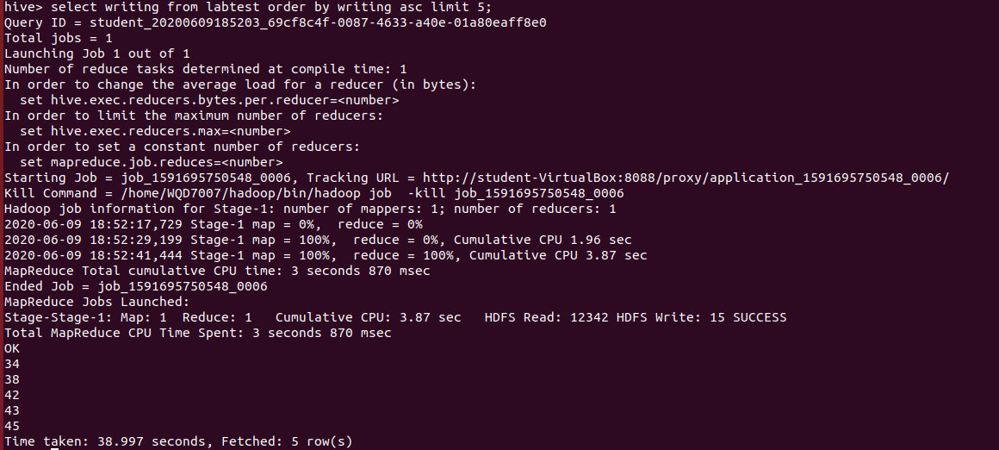 hive> select writing from labtest order by writing asc limit 5;
Query ID = student_20200609185203_69cf8c4f-0087-4633-a40e-01a80eaff8e0
Total jobs = 1
Launching Job 1 out of 1
Number of reduce tasks determined at compile time: 1
In order to change the average load for a reducer (in bytes):
  set hive.exec.reducers.bytes.per.reducer=<number>
In order to limit the maximum number of reducers:
  set hive.exec.reducers.max=<number>
In order to set a constant number of reducers:
  set mapreduce.job.reduces=<number>
Starting Job = job_1591695750548_0006, Tracking URL = http://student-VirtualBox:8088/proxy/application_1591695750548_0006/
Kill Command = /home/WQD7007/hadoop/bin/hadoop job  -kill job_1591695750548_0006
Hadoop job information for Stage-1: number of mappers: 1; number of reducers: 1
2020-06-09 18:52:17,729 Stage-1 map = 0%,  reduce = 0%
2020-06-09 18:52:29,199 Stage-1 map = 100%,  reduce = 0%, Cumulative CPU 1.96 sec
2020-06-09 18:52:41,444 Stage-1 map = 100%,  reduce = 100%, Cumulative CPU 3.87 sec
MapReduce Total cumulative CPU time: 3 seconds 870 msec
Ended Job = job_1591695750548_0006
MapReduce Jobs Launched:
Stage-Stage-1: Map: 1  Reduce: 1   Cumulative CPU: 3.87 sec   HDFS Read: 12342 HDFS Write: 15 SUCCESS
Total MapReduce CPU Time Spent: 3 seconds 870 msec
OK
34
38
42
43
45
Time taken: 38.997 seconds, Fetched: 5 row(s)